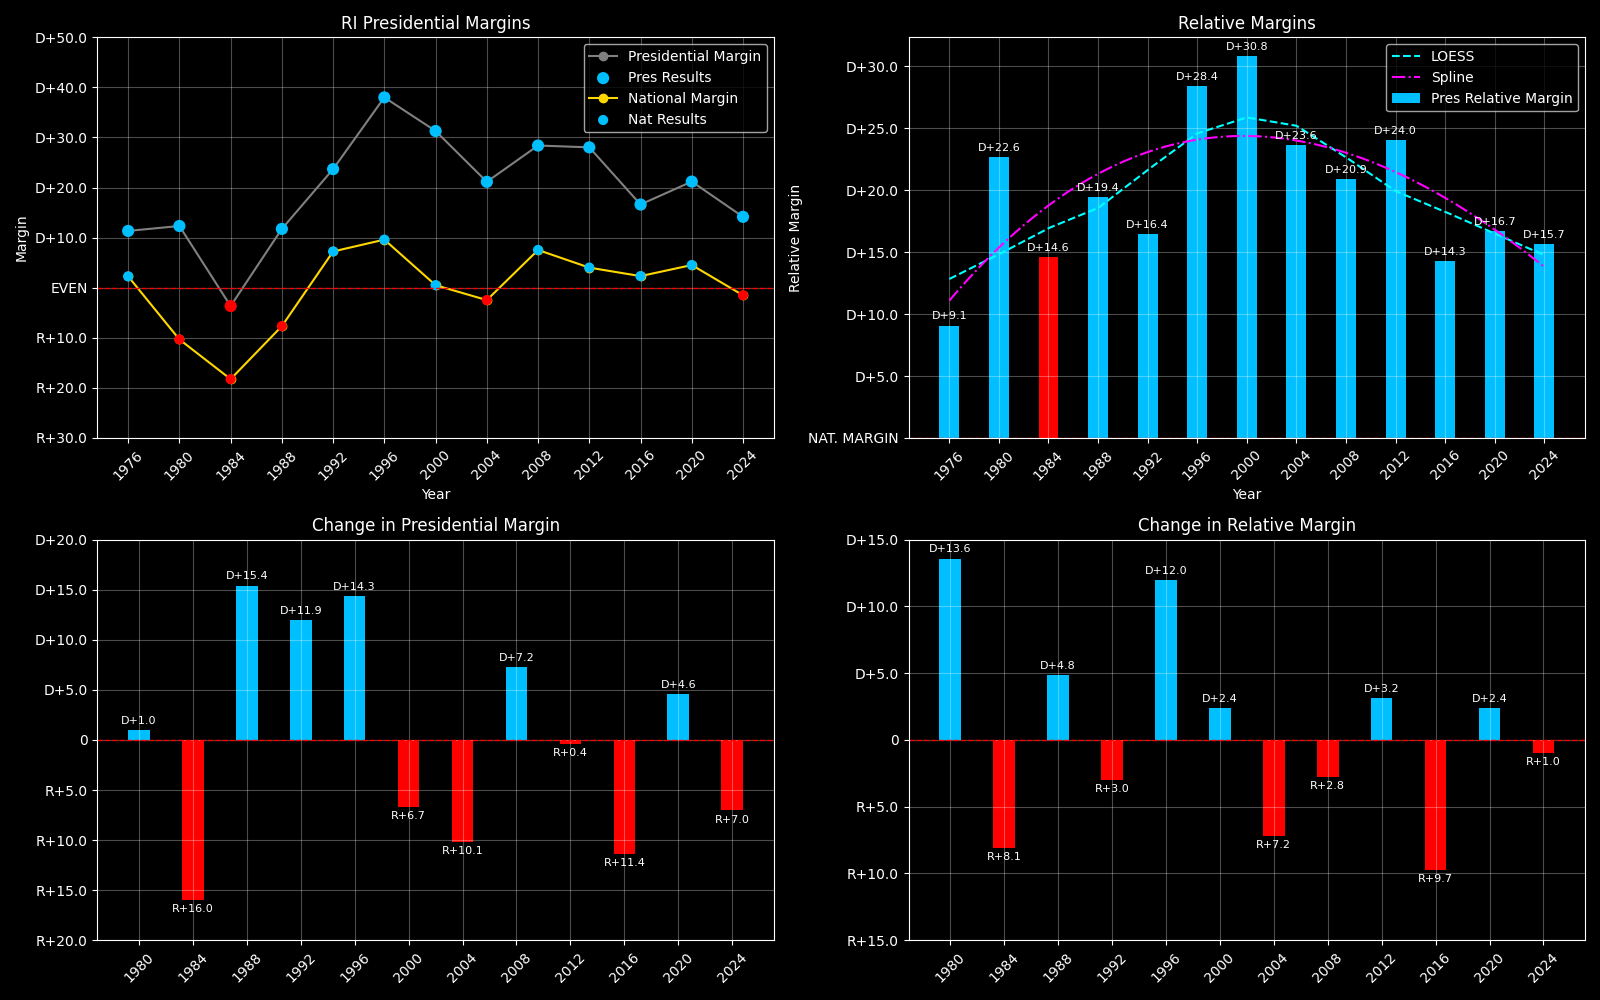 RI Presidential Margins
D+50.0
D+40.0
D+30.0
D+20.0
D+10.0
EVEN
R+10.0
R+20.0
R+30.0
Margin
Presidential Margin
Pres Results
National Margin
Nat Results
1976 1980 1984 1988 1992 1996 2000 2004 2008 2012 2016 2020 2024
Year
Relative Margins
D+30.0
D+25.0
D+20.0
D+15.0
D+10.0
D+5.0
NAT. MARGIN
Relative Margin
LOESS
Spline
Pres Relative Margin
D+9.1
D+22.6
D+14.6
D+19.4
D+16.4
D+28.4
D+30.8
D+23.6
D+20.9
D+24.0
D+14.3
D+16.7
D+15.7
1976 1980 1984 1988 1992 1996 2000 2004 2008 2012 2016 2020 2024
Year
Change in Presidential Margin
D+20.0
D+15.0
D+10.0
D+5.0
0
R+5.0
R+10.0
R+15.0
R+20.0
D+1.0
R+16.0
D+15.4
D+11.9
D+14.3
R+6.7
R+10.1
D+7.2
R+0.4
R+11.4
D+4.6
R+7.0
1980 1984 1988 1992 1996 2000 2004 2008 2012 2016 2020 2024
Change in Relative Margin
D+15.0
D+10.0
D+5.0
0
R+5.0
R+10.0
R+15.0
D+13.6
R+8.1
D+4.8
R+3.0
D+12.0
D+2.4
R+7.2
R+2.8
D+3.2
R+9.7
D+2.4
R+1.0
1980 1984 1988 1992 1996 2000 2004 2008 2012 2016 2020 2024